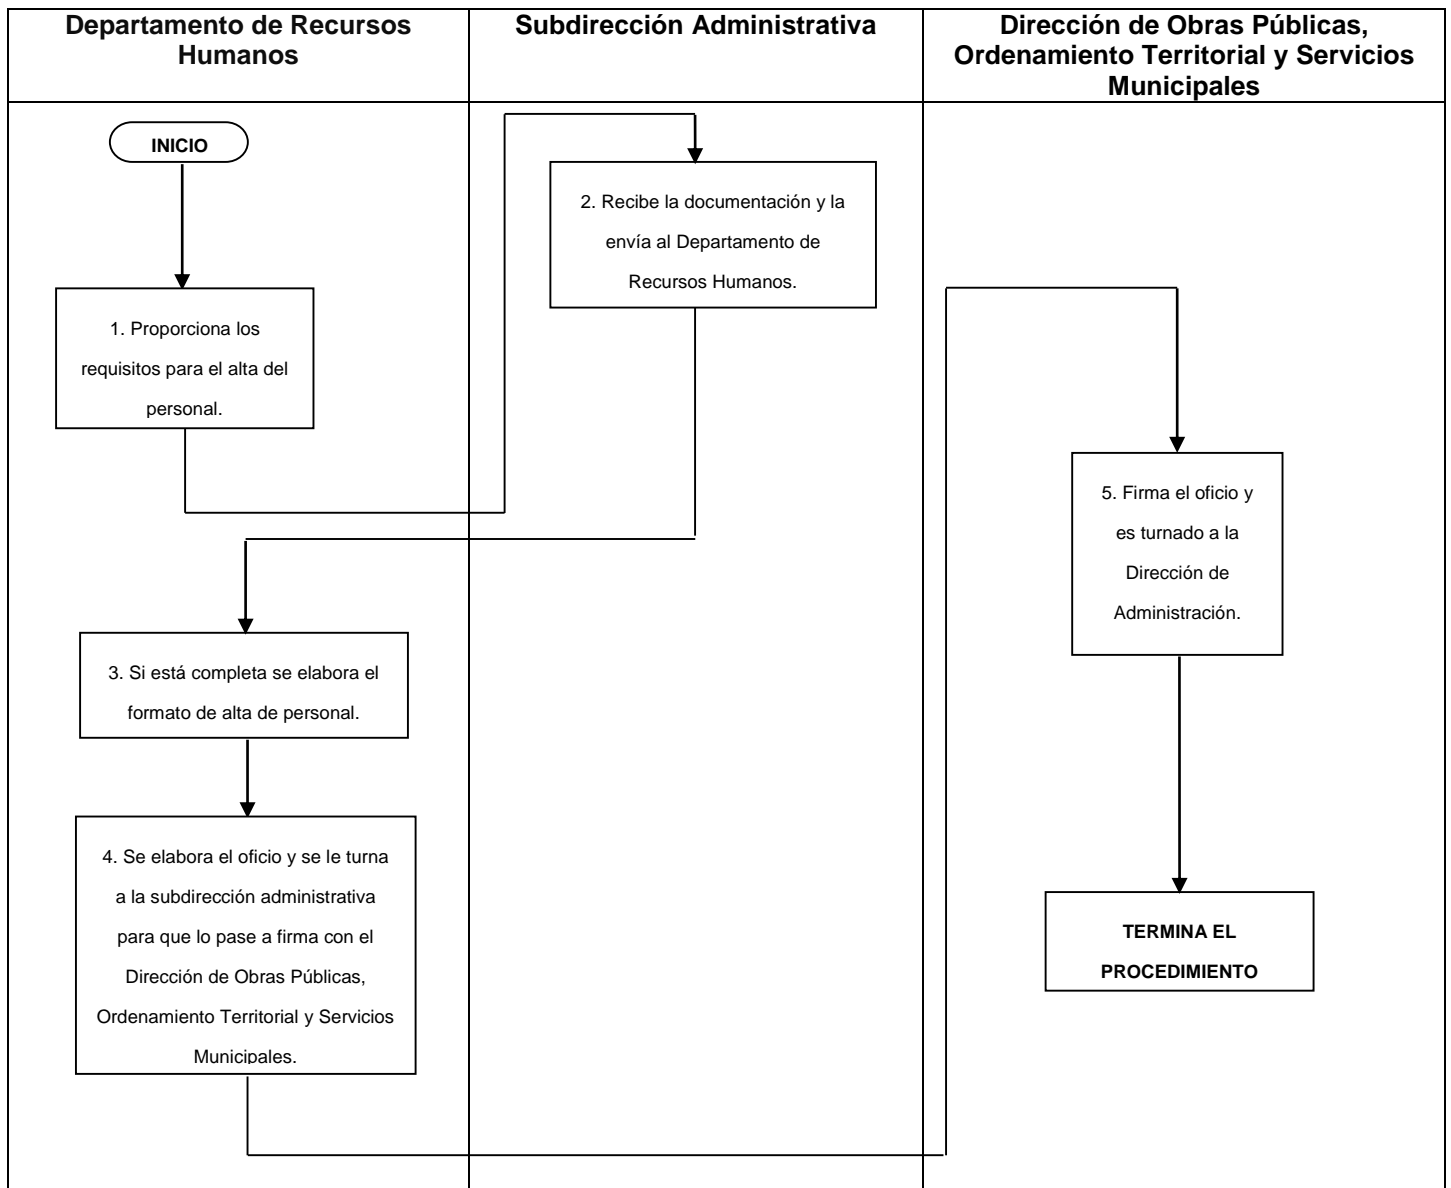 Departamento de Recursos
Humanos
Subdirección Administrativa
Dirección de Obras Públicas,
Ordenamiento Territorial y Servicios
Municipales
INICIO
1. Proporciona los
requisitos para el alta del
personal.
2. Recibe la documentación y la
envía al Departamento de
Recursos Humanos.
3. Si está completa se elabora el
formato de alta de personal.
4. Se elabora el oficio y se le turna
a la subdirección administrativa
para que lo pase a firma con el
Dirección de Obras Públicas,
Ordenamiento Territorial y Servicios
Municipales.
5. Firma el oficio y
es turnado a la
Dirección de
Administración.
TERMINA EL
PROCEDIMIENTO